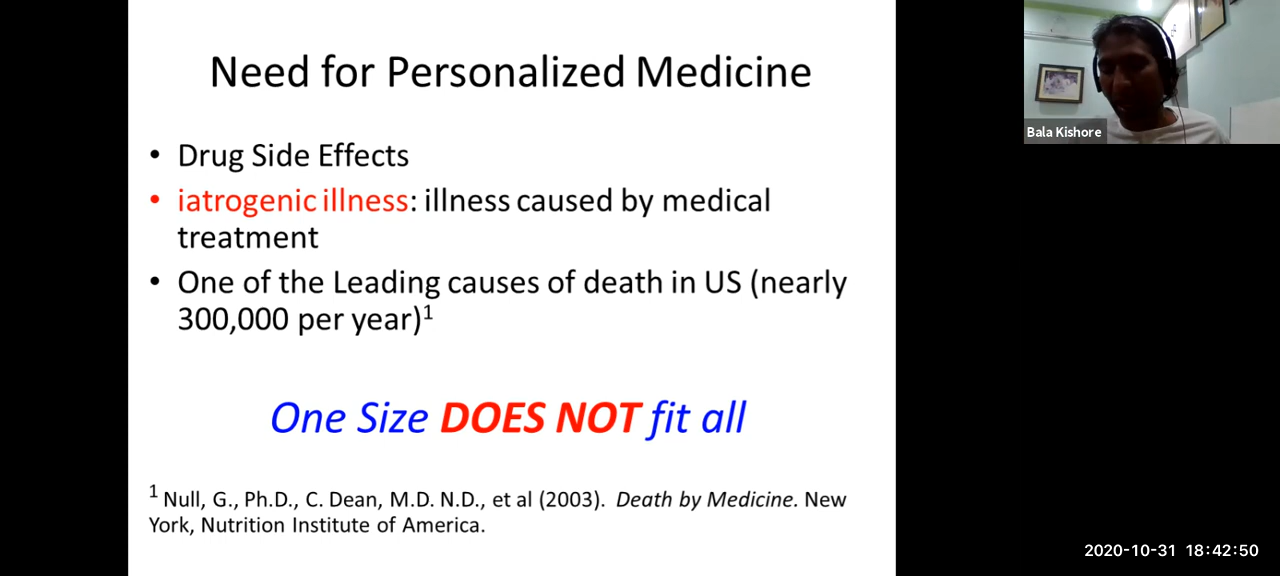 Need for Personalized Medicine
• Drug Side Effects
• iatrogenic illness: illness caused by medical
treatment
• One of the Leading causes of death in US (nearly
300,000 per year)1
One Size DOES NOT fit all
1 Null, G., Ph.D., C. Dean, M.D. N.D., et al (2003). Death by Medicine. New
York, Nutrition Institute of America.
Bala Kishore
2020-10-31 18:42:50